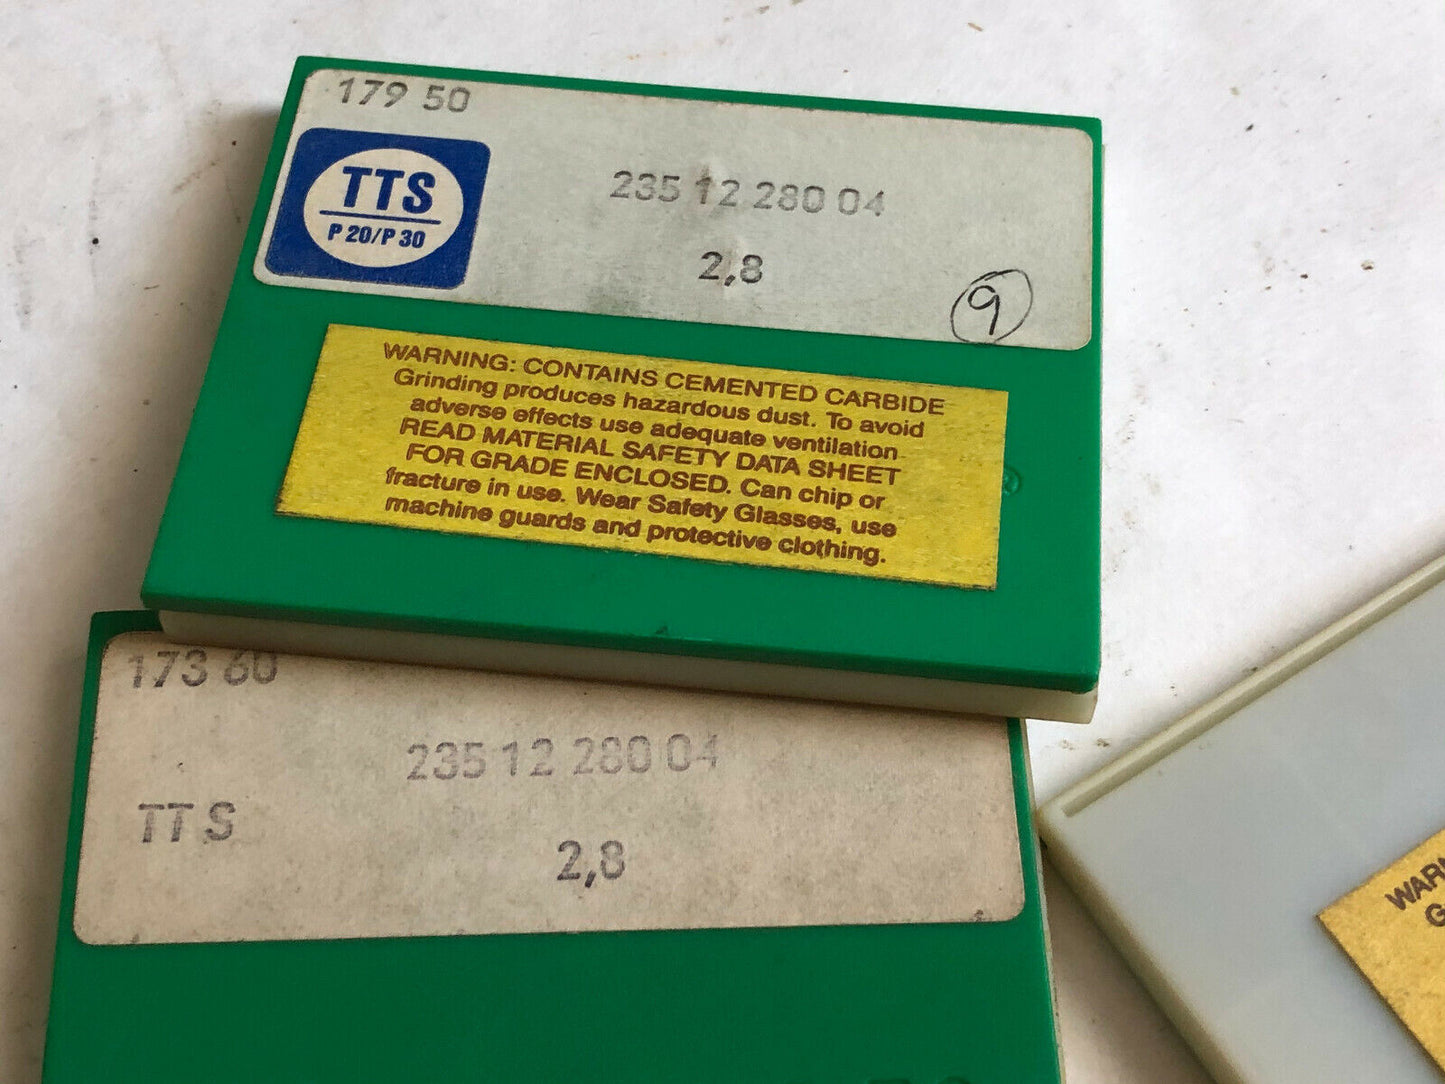 179 50
TTS
P 20/P 30
235 12 280 04
2,8
9
WARNING: CONTAINS CEMENTED CARBIDE
Grinding produces hazardous dust. To avoid
adverse effects use adequate ventilation
READ MATERIAL SAFETY DATA SHEET
FOR GRADE ENCLOSED. Can chip or
fracture in use. Wear Safety Glasses, use
machine guards and protective clothing.
®
173 60
235 12 280 04
TT S
2,8